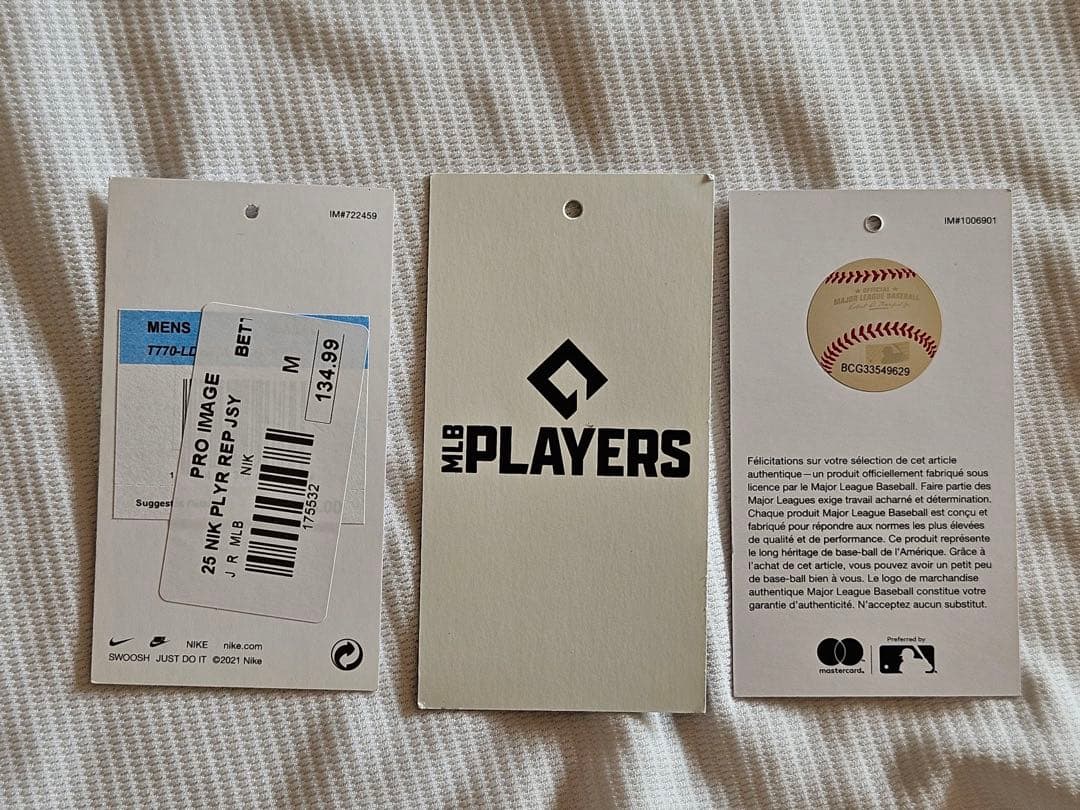 IM#722459
MENS
T770-LD
Suggest
PRO IMAGE
BET
25 NIK PLYR REP JSY
M
J R MLB
NIK
134.99
175532
NIKE nike.com
SWOOSH JUST DO IT ©2021 Nike
MLB PLAYERS
IM#1006901
OFFICIAL
MAJOR LEAGUE BASEBALL
BCG33549629
Félicitations sur votre sélection de cet article
authentique—un produit officiellement fabriqué sous
licence par le Major League Baseball. Faire partie des
Major Leagues exige travail acharné et détermination.
Chaque produit Major League Baseball est conçu et
fabriqué pour répondre aux normes les plus élevées
de qualité et de performance. Ce produit représente
le long héritage de base-ball de l'Amérique. Grâce à
l'achat de cet article, vous pouvez avoir un petit peu
de base-ball bien à vous. Le logo de marchandise
authentique Major League Baseball constitue votre
garantie d'authenticité. N'acceptez aucun substitut.
mastercard.
Preferred by